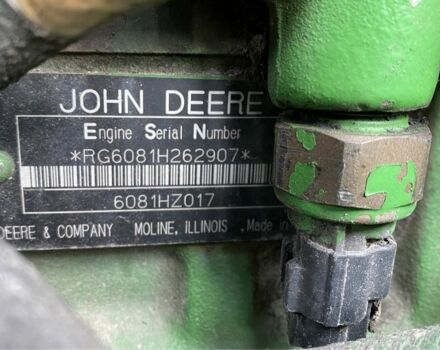 JOHN DEERE
Engine Serial Number
*RG6081H262907*
6081HZ017
DEERE & COMPANY MOLINE, ILLINOIS Made in